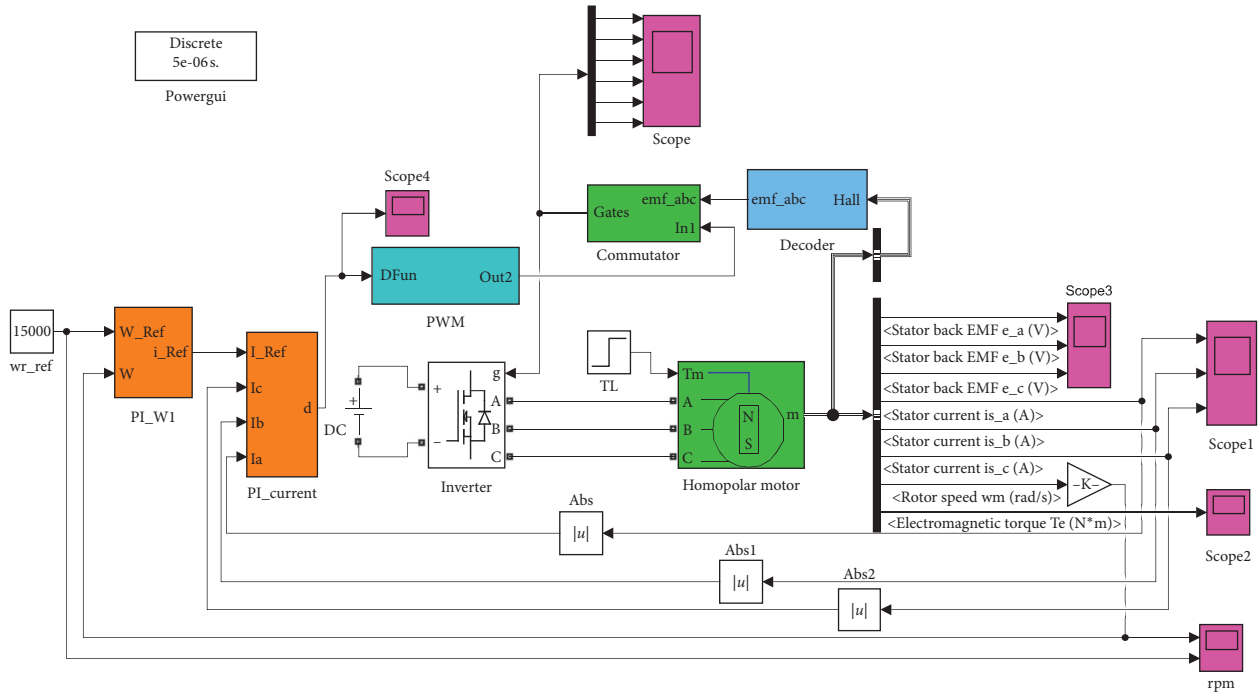 Discrete
5e-06s.
Powergui
Scope
Scope4
Gates
emf_abc
In1
Commutator
emf_abc
Hall
Decoder
DFun
Out2
PWM
15000
wr_ref
W_Ref
i_Ref
W
PI_W1
I_Ref
Ic
Ib
Ia
d
PI_current
+
DC
+
−
g
A
B
C
Inverter
TL
Tm
A
B
C
N
S
m
Homopolar motor
<Stator back EMF e_a (V)>
<Stator back EMF e_b (V)>
<Stator back EMF e_c (V)>
<Stator current is_a (A)>
<Stator current is_b (A)>
<Stator current is_c (A)>
<Rotor speed wm (rad/s)>
<Electromagnetic torque Te (N*m)>
–K–
Scope3
Scope1
Scope2
Abs
|u|
Abs1
|u|
Abs2
|u|
rpm